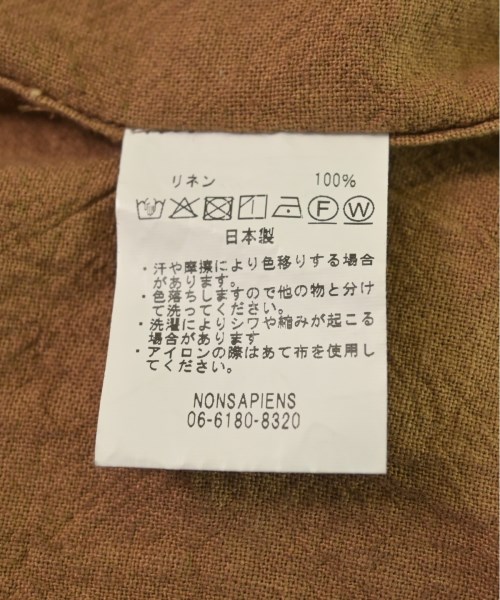 リネン 100%
F W
日本製
・汗や摩擦により色移りする場合
があります。
・色落ちしますので他の物と分け
て洗ってください。
・洗濯によりシワや縮みが起こる
場合があります
・アイロンの際はあて布を使用し
てください。
NONSAPIENS
06-6180-8320